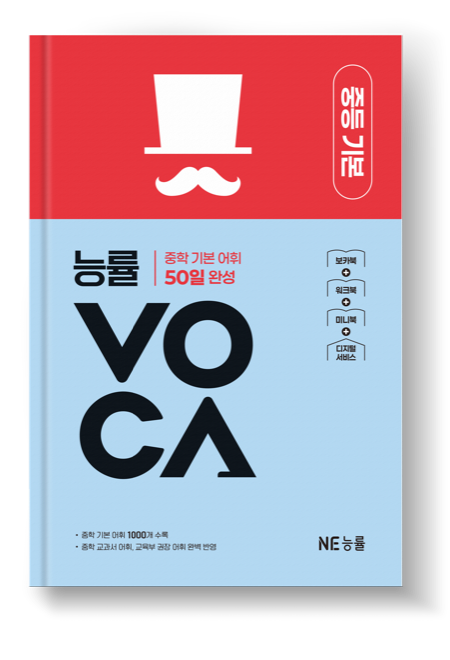 중등 기본
능률
중학 기본 어휘
50일 완성
VO
CA
보카북
+
워크북
+
미니북
+
디지털
서비스
• 중학 기본 어휘 1000개 수록
• 중학 교과서 어휘, 교육부 권장 어휘 완벽 반영
NE능률